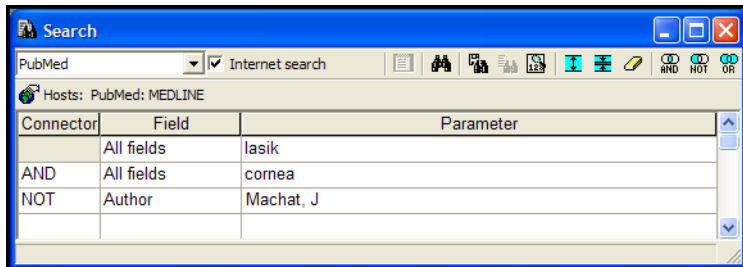 Search
PubMed Internet search AND NOT OR
Hosts: PubMed: MEDLINE
Connector Field Parameter
All fields lasik
AND All fields cornea
NOT Author Machat, J